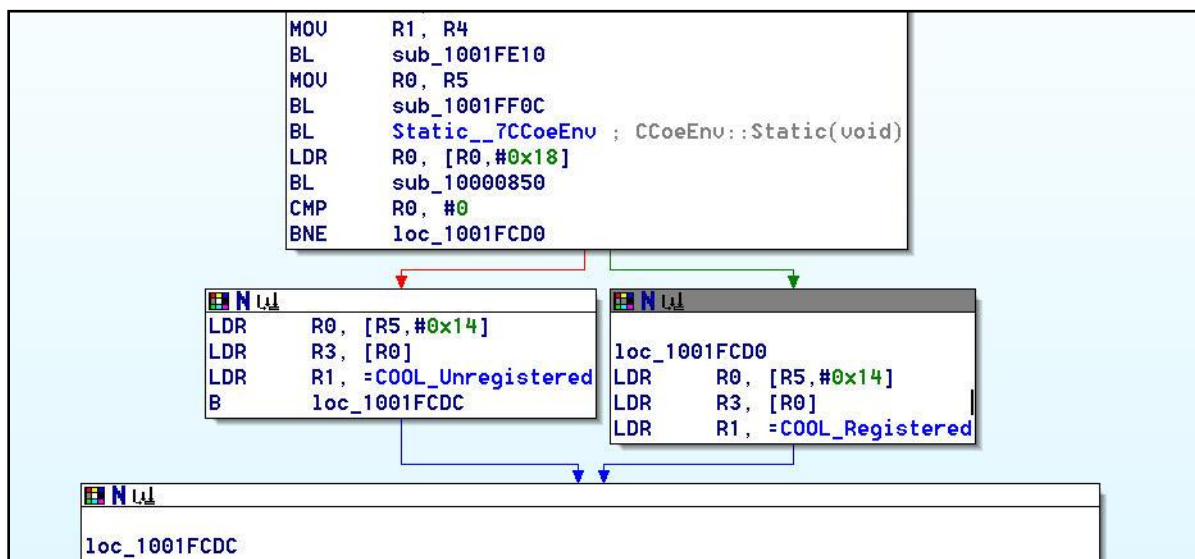 MOV R1, R4
BL sub_1001FE10
MOV R0, R5
BL sub_1001FF0C
BL Static__7CCoeEnv ; CCoeEnv::Static(void)
LDR R0, [R0,#0x18]
BL sub_10000850
CMP R0, #0
BNE loc_1001FCD0
LDR R0, [R5,#0x14]
LDR R3, [R0]
LDR R1, =COOL_Unregistered
B loc_1001FCDC
loc_1001FCD0
LDR R0, [R5,#0x14]
LDR R3, [R0]
LDR R1, =COOL_Registered
loc_1001FCDC